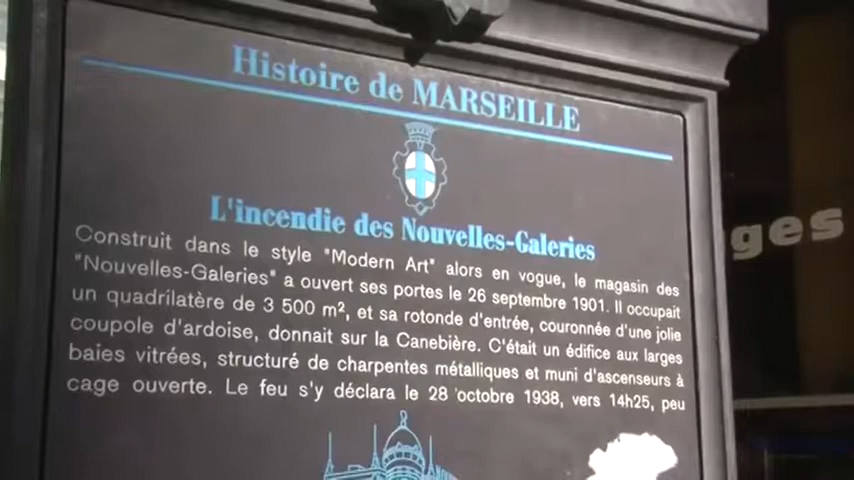 Histoire de MARSEILLE
L'incendie des Nouvelles-Galeries
Construit dans le style "Modern Art" alors en vogue, le magasin des
"Nouvelles-Galeries" a ouvert ses portes le 26 septembre 1901. Il occupait
un quadrilatère de 3 500 m², et sa rotonde d'entrée, couronnée d'une jolie
coupole d'ardoise, donnait sur la Canebière. C'était un édifice aux larges
baies vitrées, structuré de charpentes métalliques et muni d'ascenseurs à
cage ouverte. Le feu s'y déclara le 28 octobre 1938, vers 14h25, peu